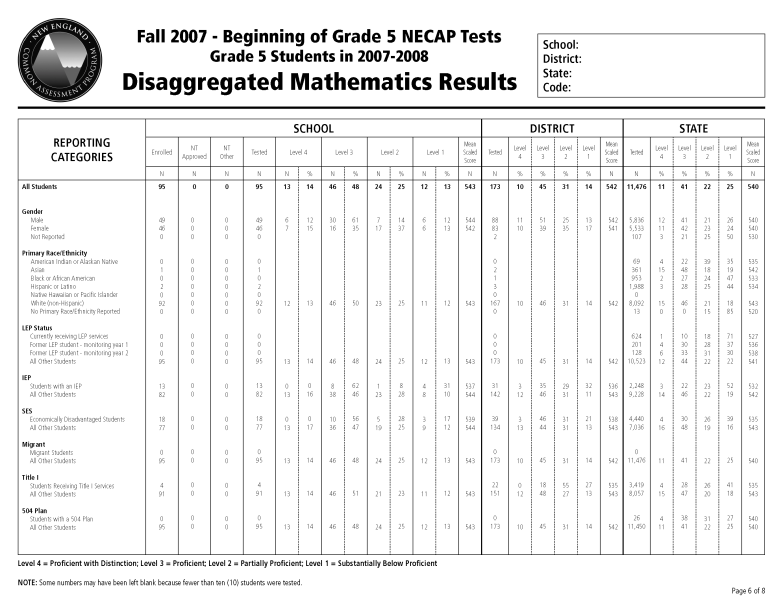 NEW ENGLAND
COMMON ASSESSMENT PROGRAM
Fall 2007 - Beginning of Grade 5 NECAP Tests
Grade 5 Students in 2007-2008
Disaggregated Mathematics Results
School:
District:
State:
Code:
REPORTING CATEGORIES SCHOOL DISTRICT STATE
Enrolled NT Approved NT Other Tested Level 4 Level 3 Level 2 Level 1 Mean Scaled Score Tested Level 4 Level 3 Level 2 Level 1 Mean Scaled Score Tested Level 4 Level 3 Level 2 Level 1 Mean Scaled Score
N N N N N % N % N % N % N N % % % % N N % % % % N
All Students 95 0 0 95 13 14 46 48 24 25 12 13 543 173 10 45 31 14 542 11,476 11 41 22 25 540
Gender
Male 49 0 0 49 6 12 30 61 7 14 6 12 544 88 11 51 25 13 542 5,836 12 41 21 26 540
Female 46 0 0 46 7 15 16 35 17 37 6 13 542 83 10 39 35 17 541 5,533 11 42 23 24 540
Not Reported 0 0 0 0 2 107 3 21 25 50 530
Primary Race/Ethnicity
American Indian or Alaskan Native 0 0 0 0 0 69 4 22 39 35 535
Asian 1 0 0 1 2 361 15 48 18 19 542
Black or African American 0 0 0 0 1 953 2 27 24 47 533
Hispanic or Latino 2 0 0 2 3 1,988 3 28 25 44 534
Native Hawaiian or Pacific Islander 0 0 0 0 0 0
White (non-Hispanic) 92 0 0 92 12 13 46 50 23 25 11 12 543 167 10 46 31 14 542 8,092 15 46 21 18 543
No Primary Race/Ethnicity Reported 0 0 0 0 0 13 0 0 15 85 520
LEP Status
Currently receiving LEP services 0 0 0 0 0 624 1 10 18 71 527
Former LEP student - monitoring year 1 0 0 0 0 0 201 4 30 28 37 536
Former LEP student - monitoring year 2 0 0 0 0 0 128 6 33 31 30 538
All Other Students 95 0 0 95 13 14 46 48 24 25 12 13 543 173 10 45 31 14 542 10,523 12 44 22 22 541
IEP
Students with an IEP 13 0 0 13 0 0 8 62 1 8 4 31 537 31 3 35 29 32 536 2,248 3 22 23 52 532
All Other Students 82 0 0 82 13 16 38 46 23 28 8 10 544 142 12 46 31 11 543 9,228 14 46 22 19 542
SES
Economically Disadvantaged Students 18 0 0 18 0 0 10 56 5 28 3 17 539 39 3 46 31 21 538 4,440 4 30 26 39 535
All Other Students 77 0 0 77 13 17 36 47 19 25 9 12 544 134 13 44 31 13 543 7,036 16 48 19 16 543
Migrant
Migrant Students 0 0 0 0 0 0
All Other Students 95 0 0 95 13 14 46 48 24 25 12 13 543 173 10 45 31 14 542 11,476 11 41 22 25 540
Title I
Students Receiving Title I Services 4 0 0 4 22 0 18 55 27 535 3,419 4 28 26 41 535
All Other Students 91 0 0 91 13 14 46 51 21 23 11 12 543 151 12 48 27 13 543 8,057 15 47 20 18 543
504 Plan
Students with a 504 Plan 0 0 0 0 0 26 4 38 31 27 540
All Other Students 95 0 0 95 13 14 46 48 24 25 12 13 543 173 10 45 31 14 542 11,450 11 41 22 25 540
Level 4 = Proficient with Distinction; Level 3 = Proficient; Level 2 = Partially Proficient; Level 1 = Substantially Below Proficient
NOTE: Some numbers may have been left blank because fewer than ten (10) students were tested.
Page 6 of 8